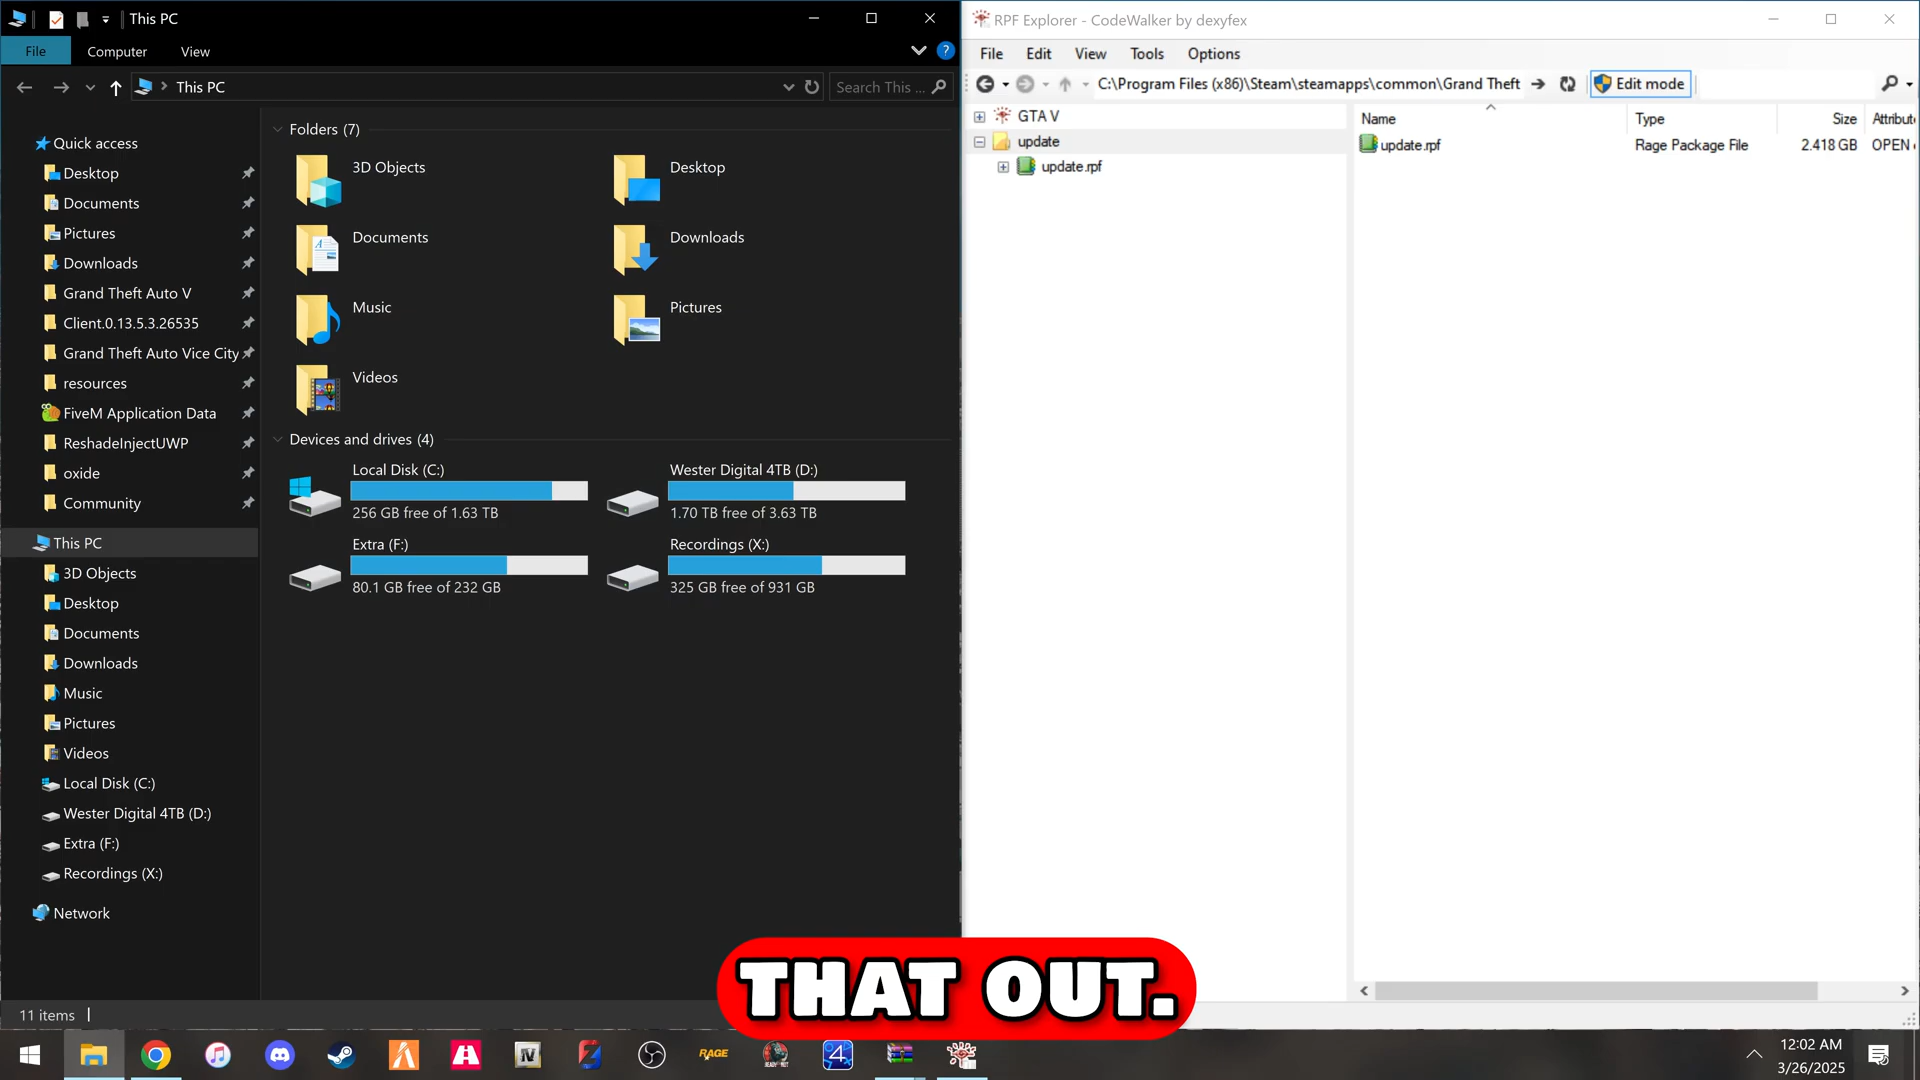 This PC
File
Computer
View
This PC
Search This ...
Quick access
Desktop
Documents
Pictures
Downloads
Grand Theft Auto V
Client.0.13.5.3.26535
Grand Theft Auto Vice City
resources
FiveM Application Data
ReshadeInjectUWP
oxide
Community
This PC
3D Objects
Desktop
Documents
Downloads
Music
Pictures
Videos
Local Disk (C:)
Wester Digital 4TB (D:)
Extra (F:)
Recordings (X:)
Network
11 items
Folders (7)
3D Objects
Desktop
Documents
Downloads
Music
Pictures
Videos
Devices and drives (4)
Local Disk (C:)
256 GB free of 1.63 TB
Wester Digital 4TB (D:)
1.70 TB free of 3.63 TB
Extra (F:)
80.1 GB free of 232 GB
Recordings (X:)
325 GB free of 931 GB
RPF Explorer - CodeWalker by dexyfex
File
Edit
View
Tools
Options
C:\Program Files (x86)\Steam\steamapps\common\Grand Theft
Edit mode
GTA V
update
update.rpf
Name
Type
Size
Attribut
update.rpf
Rage Package File
2.418 GB
OPEN
THAT OUT.
IV
RAGE
4
12:02 AM
3/26/2025